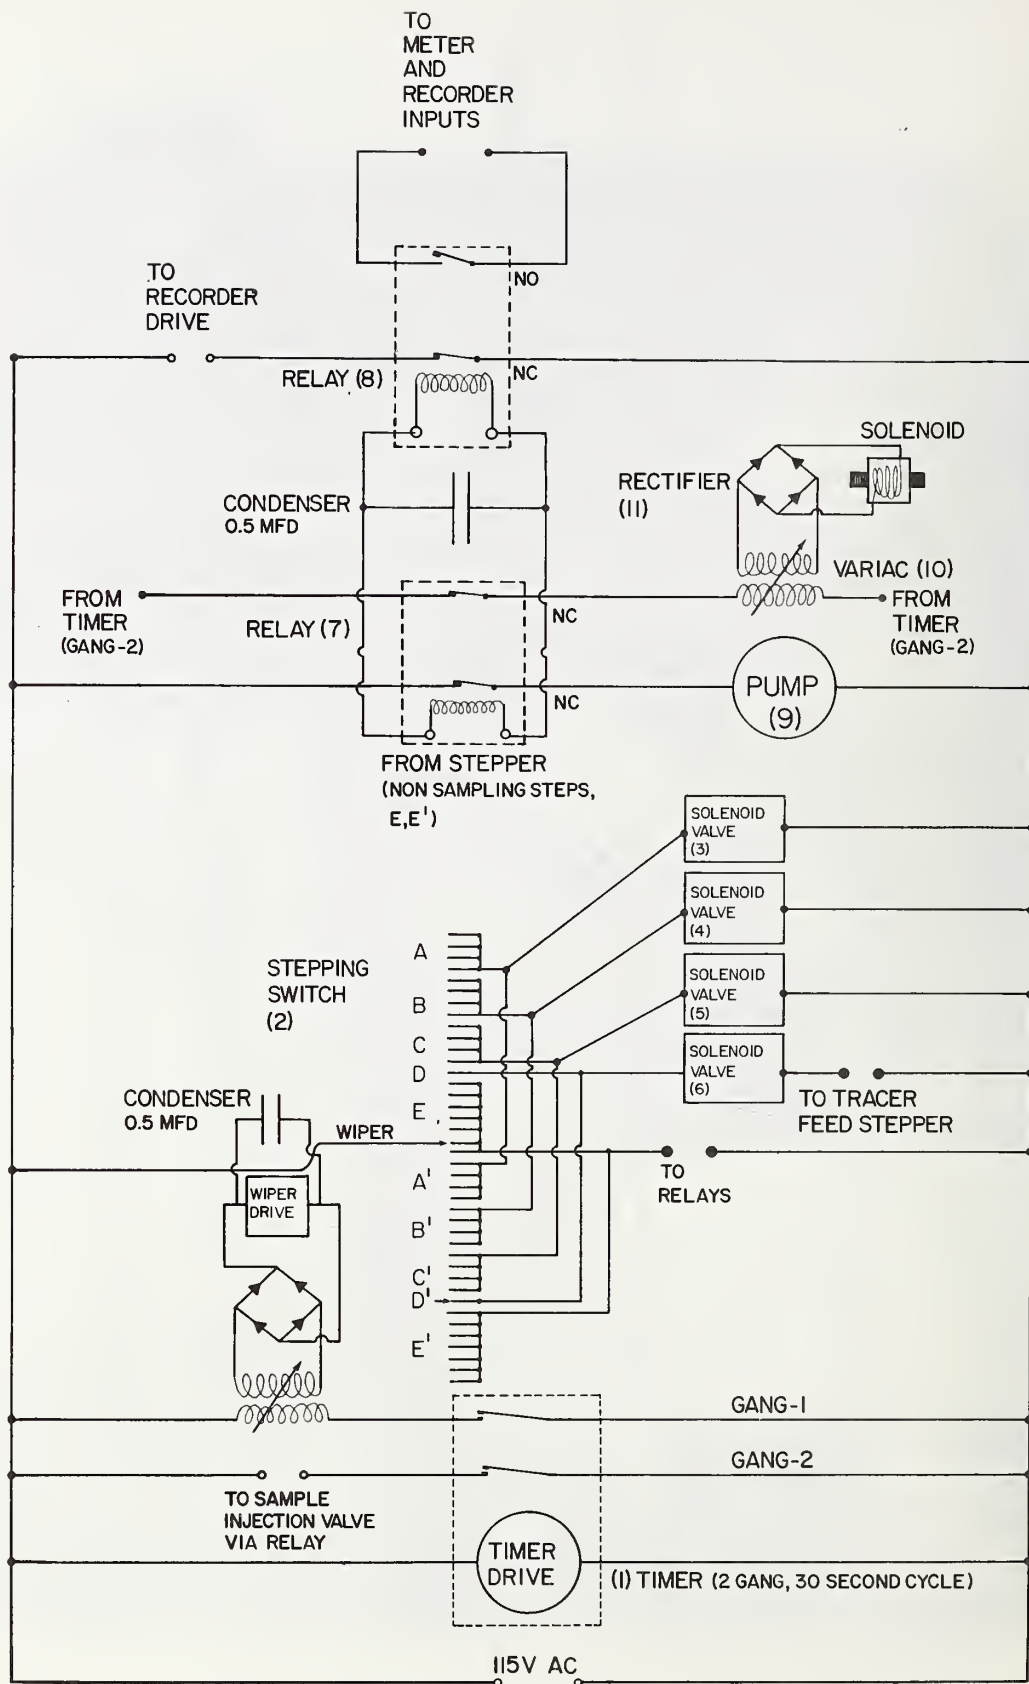 TO
METER
AND
RECORDER
INPUTS
NO
TO
RECORDER
DRIVE
RELAY (8)
NC
SOLENOID
RECTIFIER
(11)
CONDENSER
0.5 MFD
VARIAC (10)
FROM
TIMER
(GANG-2)
RELAY (7)
NC
FROM
TIMER
(GANG-2)
NC
PUMP
(9)
FROM STEPPER
(NON SAMPLING STEPS,
E,E')
SOLENOID
VALVE
(3)
SOLENOID
VALVE
(4)
SOLENOID
VALVE
(5)
SOLENOID
VALVE
(6)
STEPPING
SWITCH
(2)
A
B
C
D
E
A'
B'
C'
D'
E'
TO TRACER
FEED STEPPER
CONDENSER
0.5 MFD
WIPER
TO
RELAYS
WIPER
DRIVE
GANG-1
GANG-2
TO SAMPLE
INJECTION VALVE
VIA RELAY
TIMER
DRIVE
(1) TIMER (2 GANG, 30 SECOND CYCLE)
115V AC